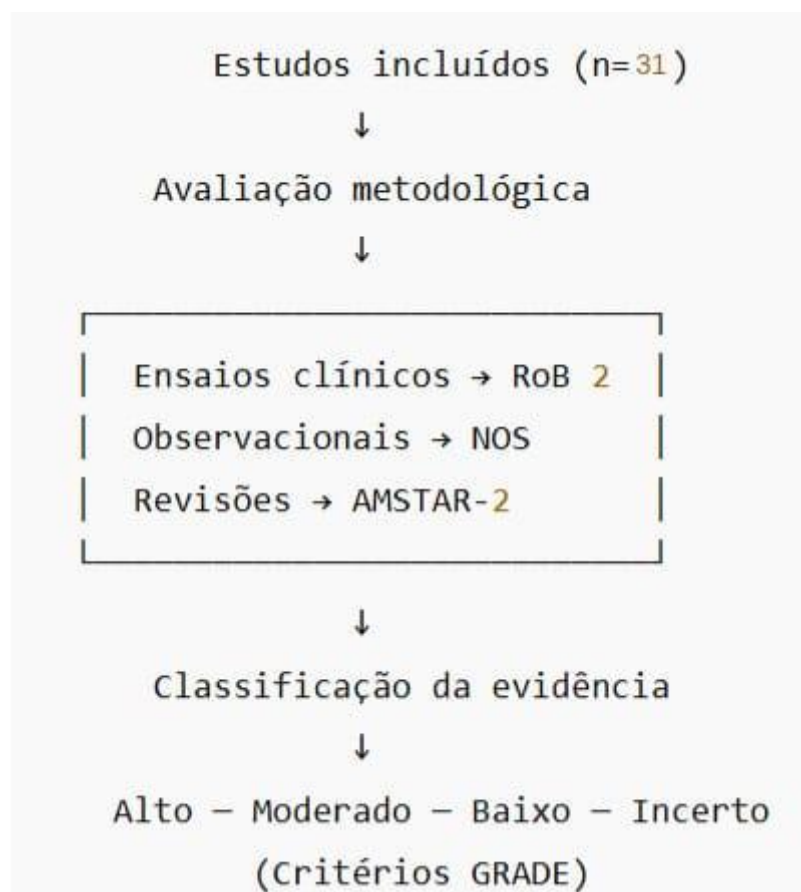 Estudos incluídos (n=31)
↓
Avaliação metodológica
↓
Ensaios clínicos → RoB 2
Observacionais → NOS
Revisões → AMSTAR-2
↓
Classificação da evidência
↓
Alto — Moderado — Baixo — Incerto
(Critérios GRADE)